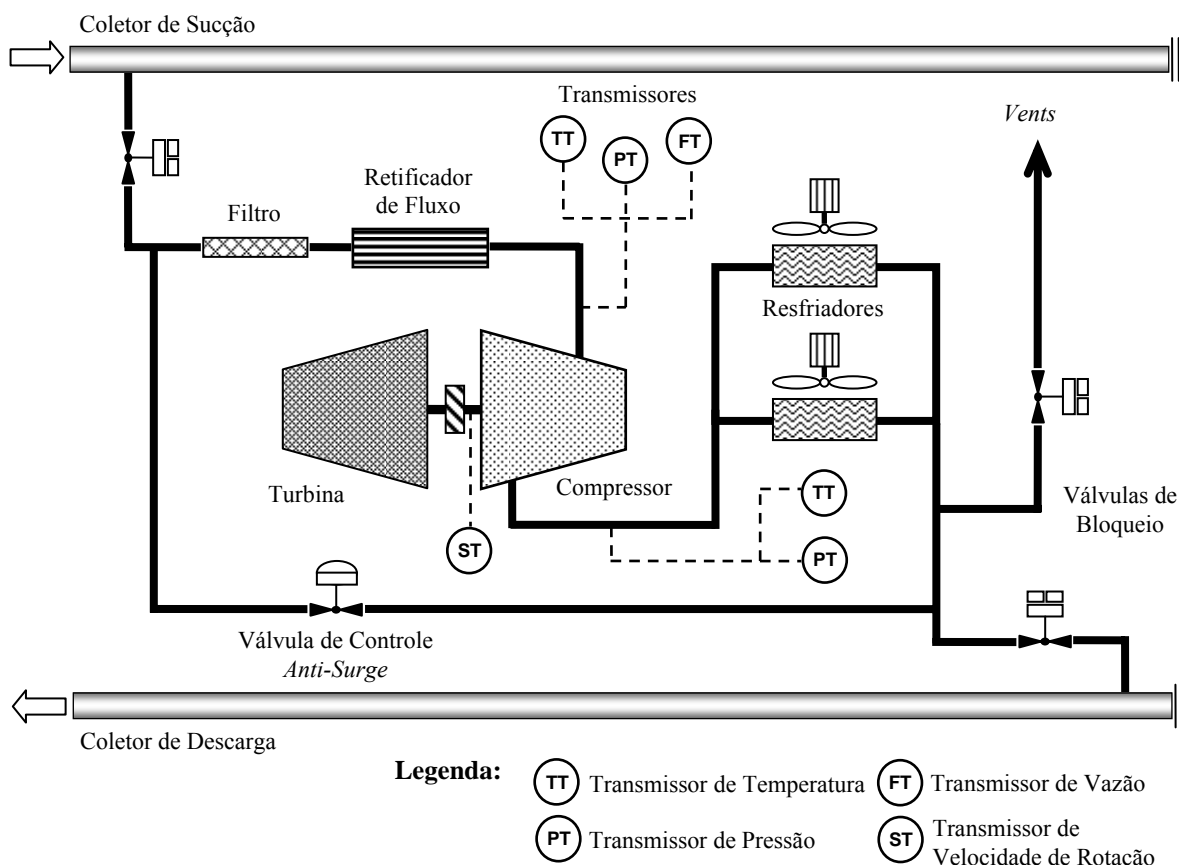 Coletor de Sucção
Transmissores
TT
PT
FT
Vents
Retificador
de Fluxo
Filtro
Resfriadores
Turbina
Compressor
TT
ST
PT
Válvulas de
Bloqueio
Válvula de Controle
Anti-Surge
Coletor de Descarga
Legenda:
TT Transmissor de Temperatura
FT Transmissor de Vazão
PT Transmissor de Pressão
ST Transmissor de
Velocidade de Rotação